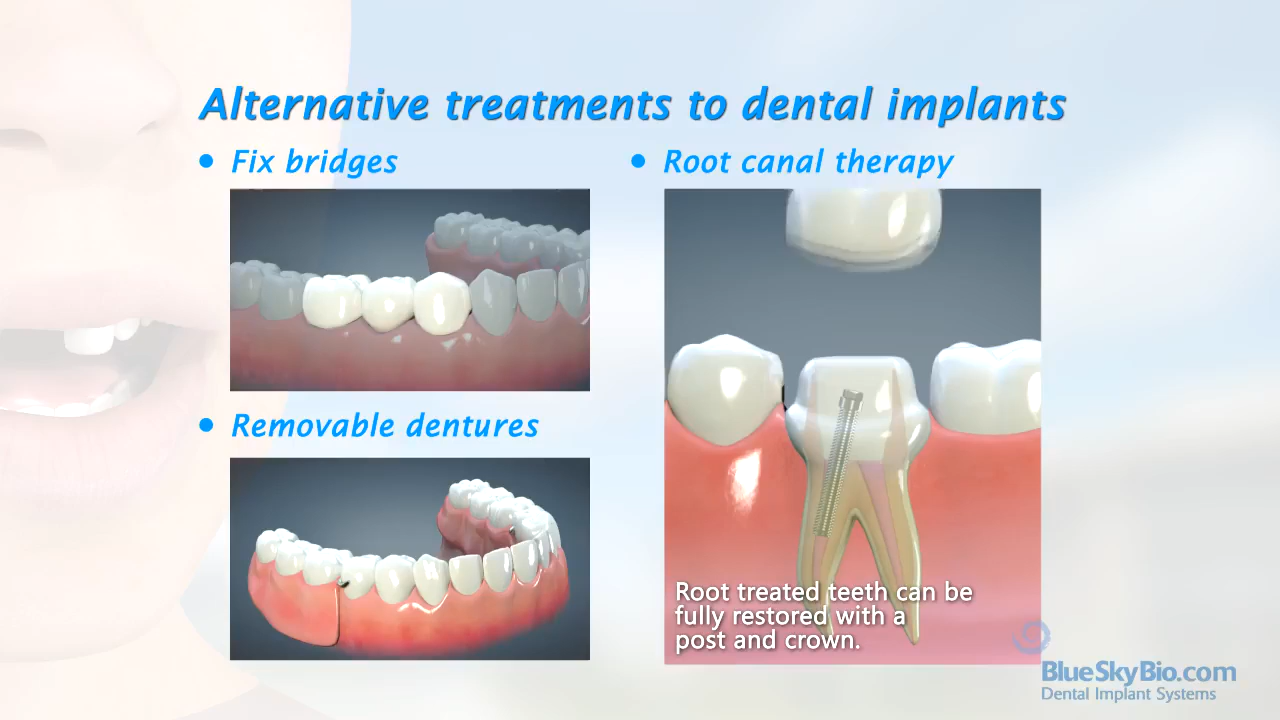 Alternative treatments to dental implants
• Fix bridges
• Removable dentures
• Root canal therapy
Root treated teeth can be
fully restored with a
post and crown.
BlueSkyBio.com
Dental Implant Systems